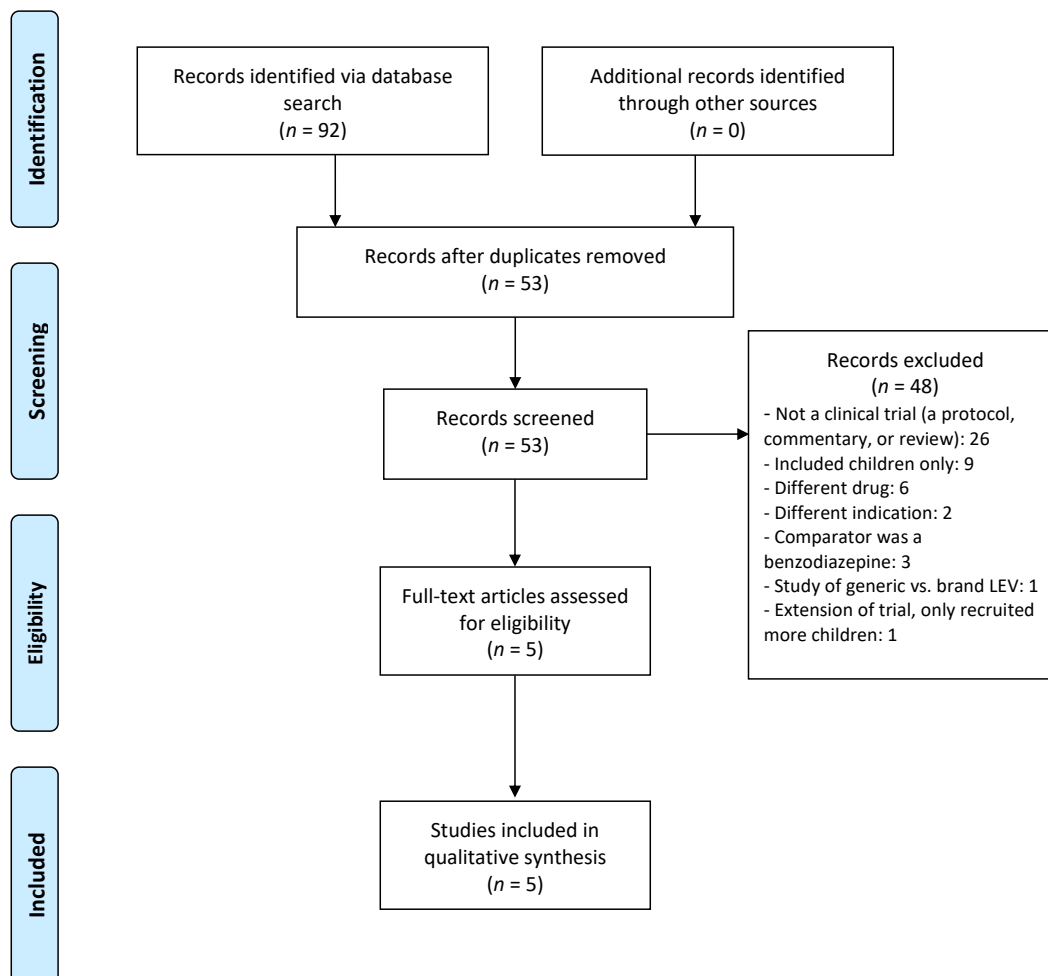 Identification
Records identified via database
search
(n = 92)
Additional records identified
through other sources
(n = 0)
Records after duplicates removed
(n = 53)
Screening
Records screened
(n = 53)
Records excluded
(n = 48)
- Not a clinical trial (a protocol,
commentary, or review): 26
- Included children only: 9
- Different drug: 6
- Different indication: 2
- Comparator was a
benzodiazepine: 3
- Study of generic vs. brand LEV: 1
- Extension of trial, only recruited
more children: 1
Eligibility
Full-text articles assessed
for eligibility
(n = 5)
Included
Studies included in
qualitative synthesis
(n = 5)